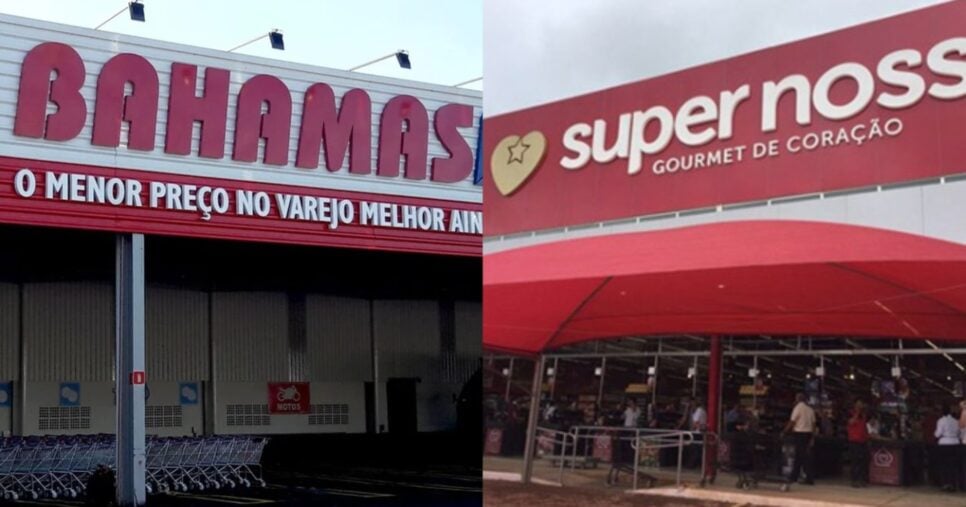 BAHAMAS
O MENOR PREÇO NO VAREJO MELHOR AIN
MOTOS
super noss
GOURMET DE CORAÇÃO